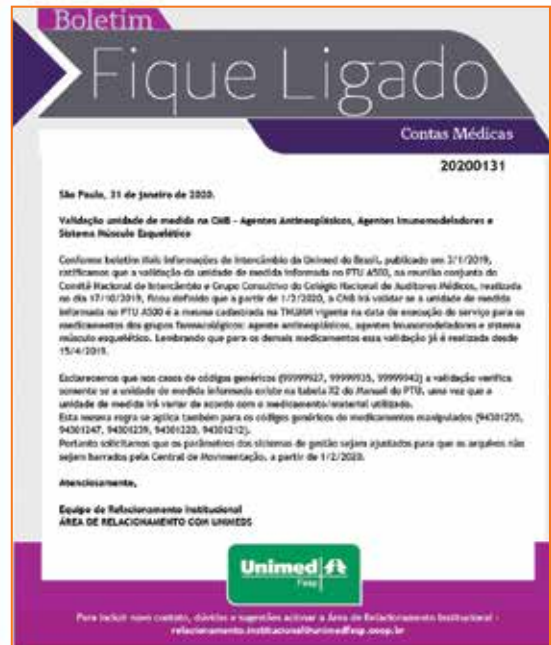 Boletim
Fique Ligado
Contas Médicas
20200131
São Paulo, 31 de janeiro de 2020.
Validação unidade de medida na CMB - Agentes Antineoplásicos, Agentes Imunomodeladores e
Sistema Músculo Esquelético
Conforme boletim Mais Informações de Intercâmbio da Unimed do Brasil, publicado em 2/1/2019,
ratificamos que a validação da unidade de medida informada no PTU A500, na reunião conjunta do
Comitê Nacional de Intercâmbio e Grupo Consultivo do Colégio Nacional de Auditores Médicos, realizada
no dia 17/10/2019, ficou definido que a partir de 1/2/2020, a CMB irá validar se a unidade de medida
informada no PTU A500 é a mesma cadastrada na TNUMM vigente na data de execução do serviço para os
medicamentos dos grupos farmacológicos: agente antineoplásicos, agentes imunomodeladores e sistema
músculo esquelético. Lembrando que para os demais medicamentos essa validação já é realizada desde
15/4/2019.
Esclarecemos que nos casos de códigos genéricos (99999927, 99999935, 99999943) a validação verifica
somente se a unidade de medida informada existe na tabela X2 do Manual do PTU, uma vez que a
unidade de medida irá variar de acordo com o medicamento/material utilizado.
Esta mesma regra se aplica também para os códigos genéricos de medicamentos manipulados (94301255,
94301247, 94301239, 94301220, 94301212).
Portanto solicitamos que os parâmetros dos sistemas de gestão sejam ajustados para que os arquivos não
sejam barrados pela Central de Movimentação, a partir de 1/2/2020.
Atenciosamente,
Equipe de Relacionamento Institucional
ÁREA DE RELACIONAMENTO COM UNIMEDS
Unimed
Fesp
Para incluir novo contato, dúvidas e sugestões acionar a Área de Relacionamento Institucional -
relacionamento.institucional@unimedfesp.coop.br